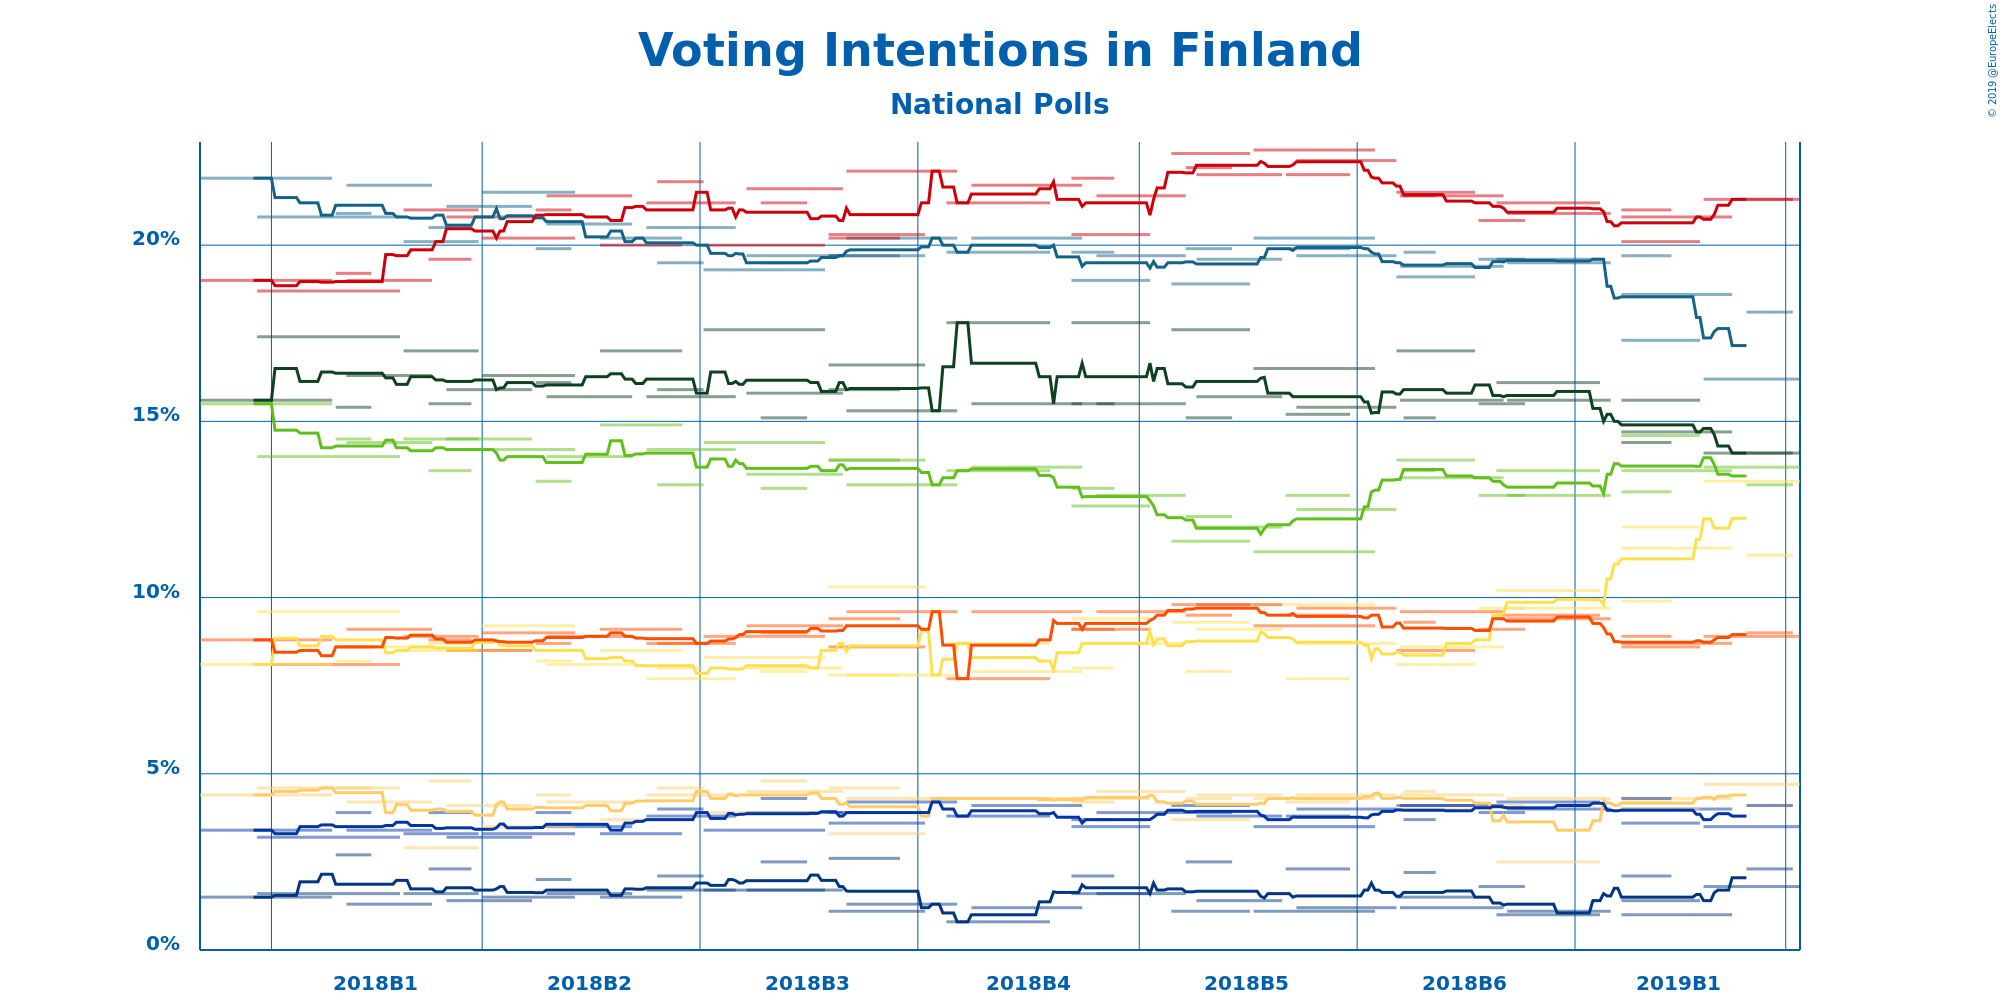 Voting Intentions in Finland
National Polls
© 2019 @EuropeElects
20%
15%
10%
5%
0%
2018B1 2018B2 2018B3 2018B4 2018B5 2018B6 2019B1